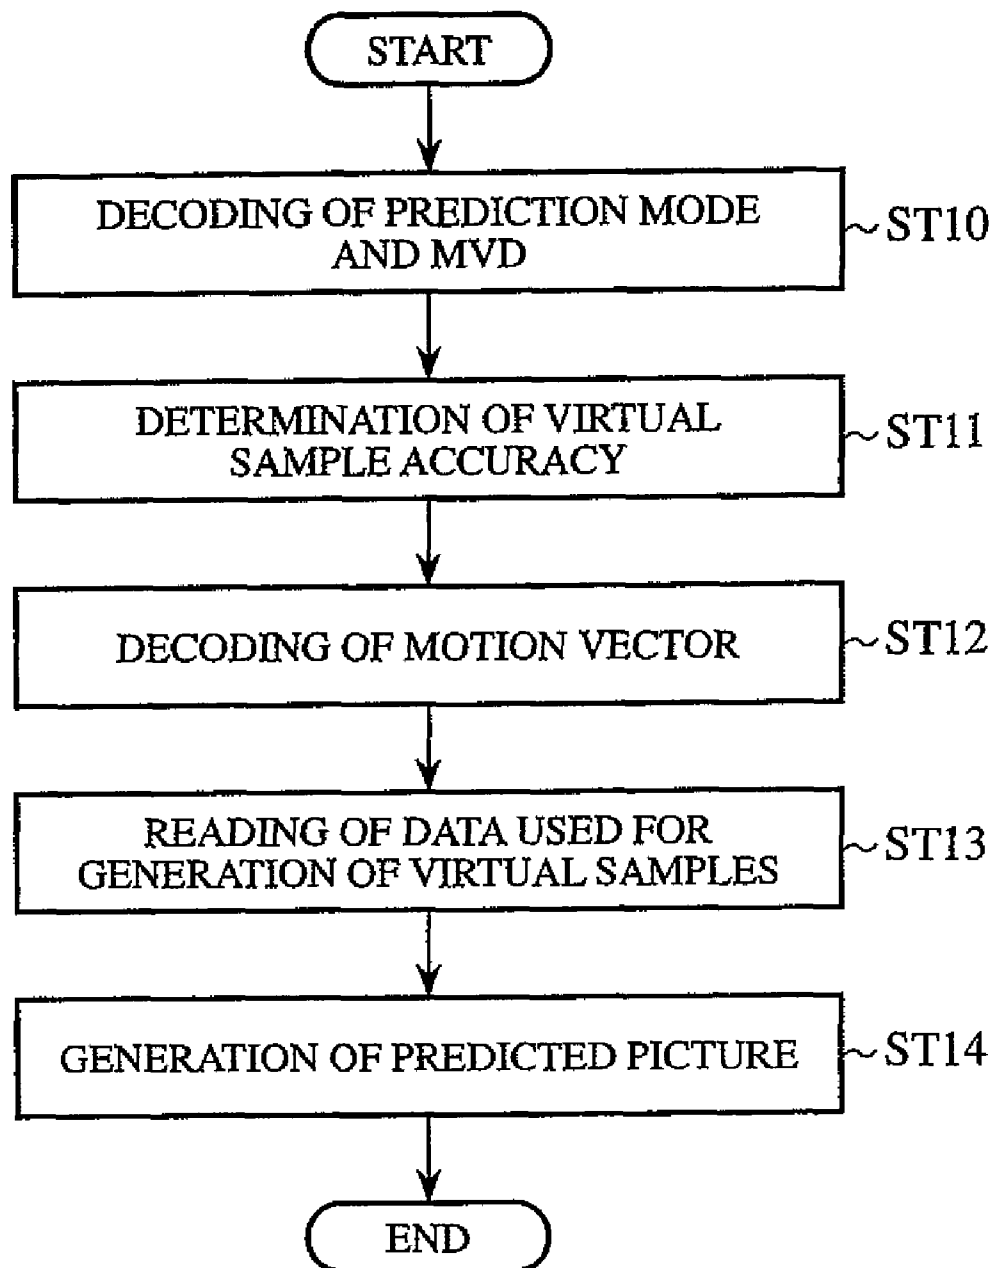 START
DECODING OF PREDICTION MODE
AND MVD
ST10
DETERMINATION OF VIRTUAL
SAMPLE ACCURACY
ST11
DECODING OF MOTION VECTOR
ST12
READING OF DATA USED FOR
GENERATION OF VIRTUAL SAMPLES
ST13
GENERATION OF PREDICTED PICTURE
ST14
END